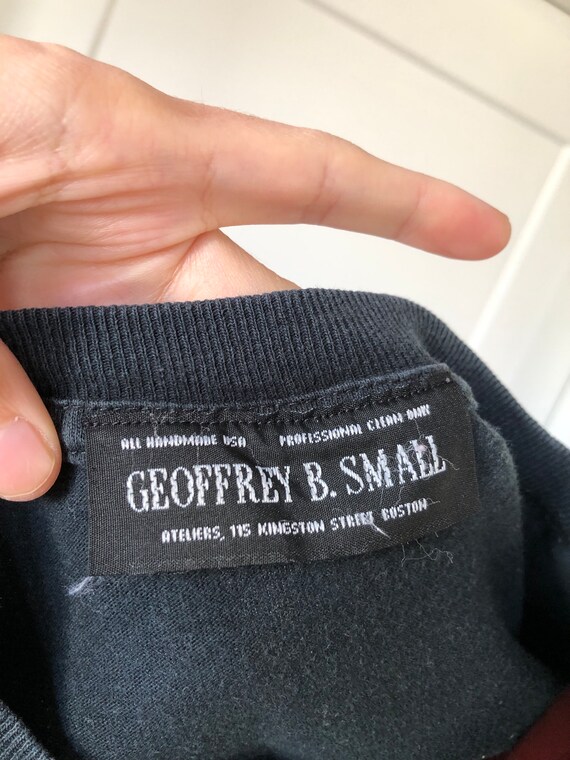 ALL HANDMADE USA PROFESSIONAL CLEAN ONLY
GEOFFREY B. SMALL
ATELIERS, 115 KINGSTON STREET BOSTON